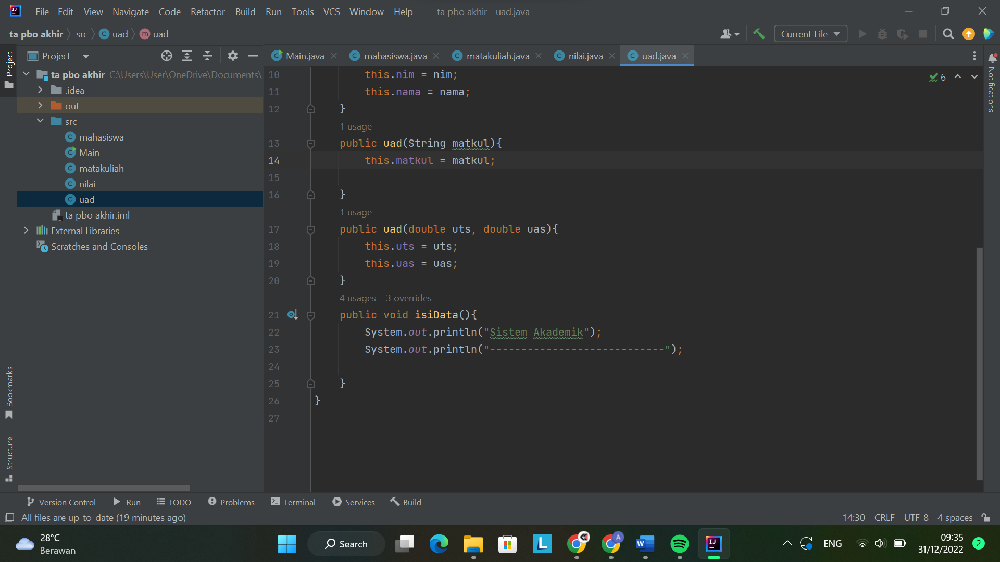 File Edit View Navigate Code Refactor Build Run Tools VCS Window Help ta pbo akhir - uad.java
ta pbo akhir src uad uad
Current File
Project
Main.java mahasiswa.java matakuliah.java nilai.java uad.java
Project
ta pbo akhir C:\Users\User\OneDrive\Documents\
.idea
out
src
mahasiswa
Main
matakuliah
nilai
uad
ta pbo akhir.iml
External Libraries
Scratches and Consoles
Bookmarks
Structure
6
Notifications
10 this.nim = nim;
11 this.nama = nama;
12 }
1 usage
13 public uad(String matkul){
14 this.matkul = matkul;
15
16 }
1 usage
17 public uad(double uts, double uas){
18 this.uts = uts;
19 this.uas = uas;
20 }
4 usages 3 overrides
21 public void isiData(){
22 System.out.println("Sistem Akademik");
23 System.out.println("----------------------------");
24
25 }
26 }
27
Version Control Run TODO Problems Terminal Services Build
All files are up-to-date (19 minutes ago)
14:30 CRLF UTF-8 4 spaces
28°C
Berawan
Search
ENG
09:35
31/12/2022
2